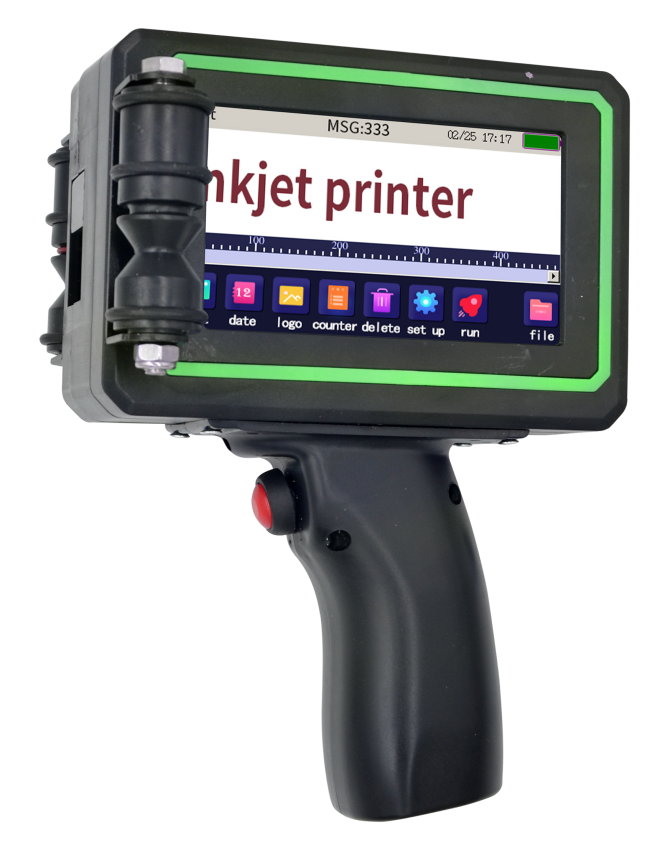 t MSG:333 02/25 17:17
nkjet printer
100 200 300 400
12
date logo counter delete set up run file